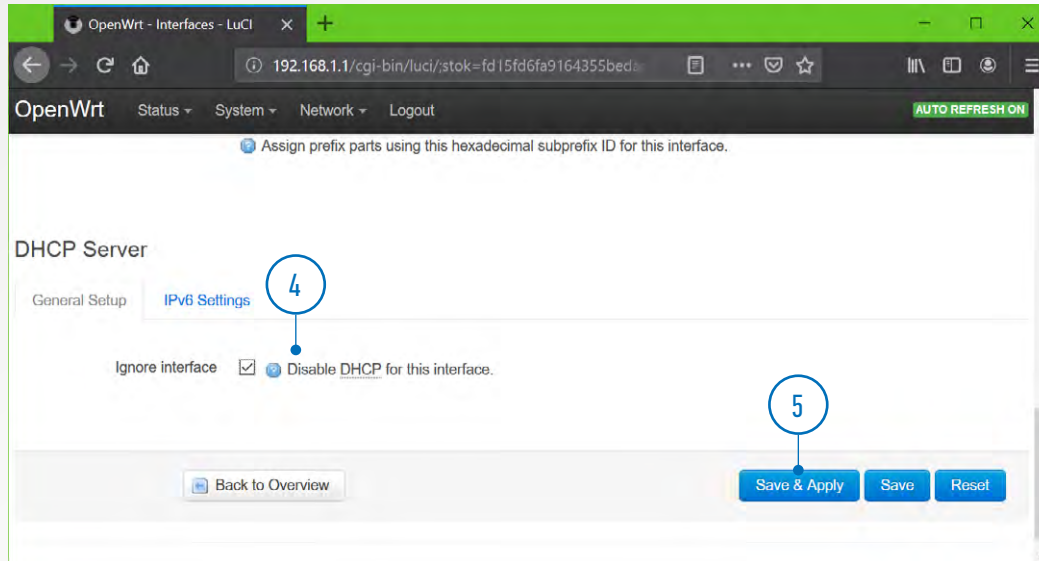 OpenWrt - Interfaces - LuCI
192.168.1.1/cgi-bin/luci/;stok=fd15fd6fa9164355beda
OpenWrt Status System Network Logout AUTO REFRESH ON
Assign prefix parts using this hexadecimal subprefix ID for this interface.
DHCP Server
4
General Setup IPv6 Settings
Ignore interface Disable DHCP for this interface.
5
Back to Overview Save & Apply Save Reset